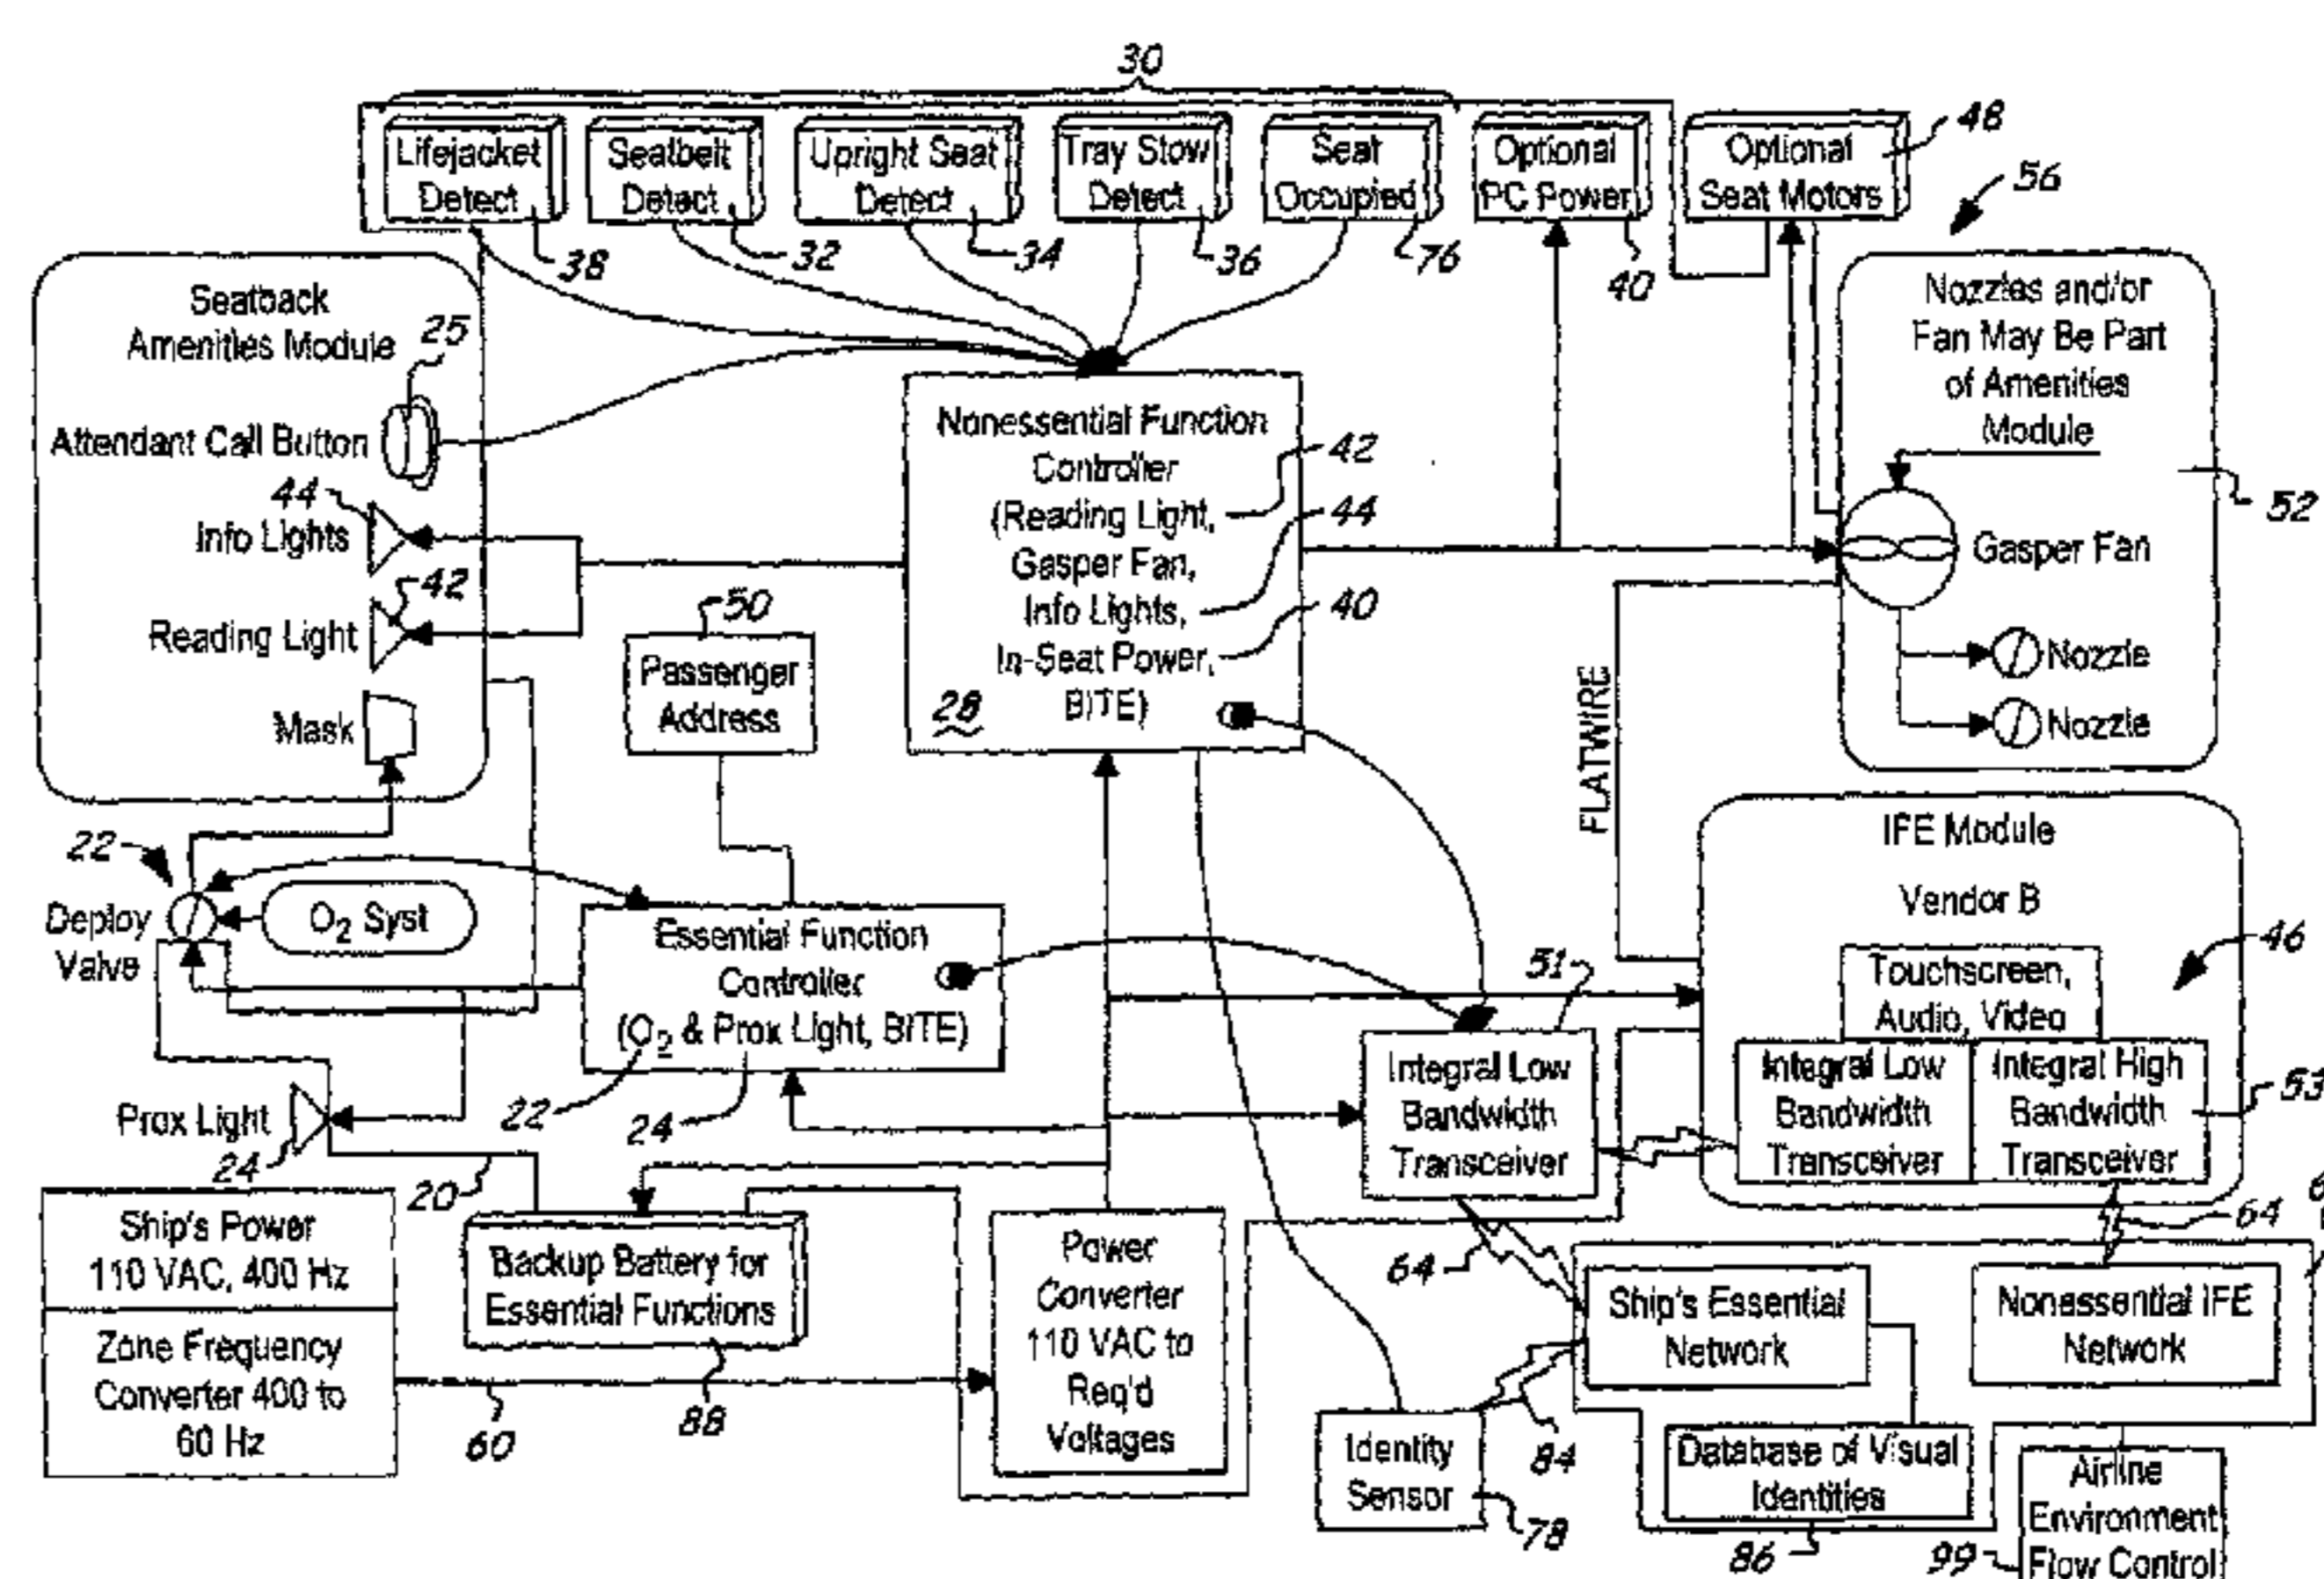 30
Lifejacket
Detect
38
Seatbelt
Detect
32
Upright Seat
Detect
34
Tray Stow
Detect
36
Seat
Occupied
76
Optional
PC Power
40
Optional
Seat Motors
48
56
Seatback
Amenities Module
25
Attendant Call Button
44
Info Lights
42
Reading Light
Mask
Nonessential Function
Controller
(Reading Light,
Gasper Fan,
Info Lights,
In-Seat Power,
BITE)
28
42
44
40
Nozzles and/or
Fan May Be Part
of Amenities
Module
52
Gasper Fan
Nozzle
Nozzle
50
Passenger
Address
FLATWIRE
22
Deploy
Valve
O2 Syst
Essential Function
Controller
(O2 & Prox Light, BITE)
22
24
Prox Light
24
20
IFE Module
Vendor B
46
Touchscreen,
Audio, Video
Integral Low
Bandwidth
Transceiver
Integral High
Bandwidth
Transceiver
53
51
Integral Low
Bandwidth
Transceiver
64
64
Ship's Power
110 VAC, 400 Hz
Zone Frequency
Converter 400 to
60 Hz
60
Backup Battery for
Essential Functions
88
Power
Converter
110 VAC to
Req'd
Voltages
Ship's Essential
Network
Nonessential IFE
Network
84
Identity
Sensor
78
Database of Visual
Identities
86
Airline
Environment
Flow Control
99